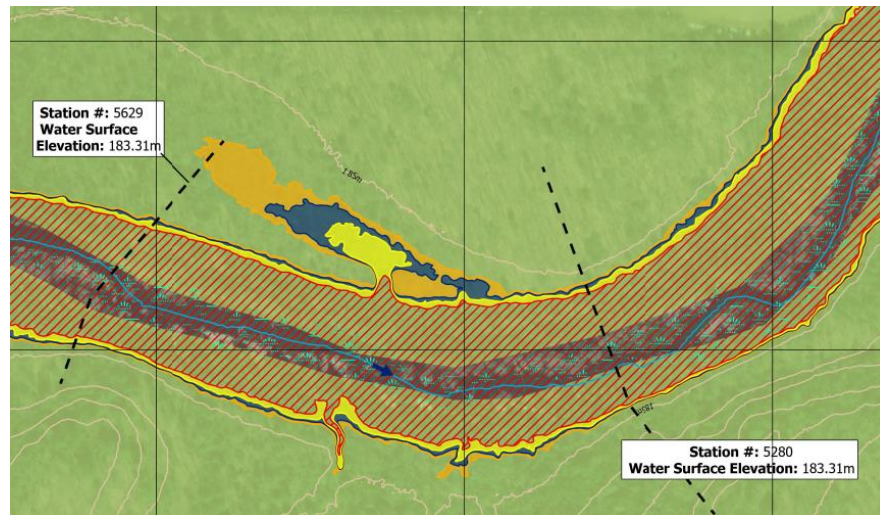 Station #: 5629
Water Surface
Elevation: 183.31m
185m
185m
Station #: 5280
Water Surface Elevation: 183.31m